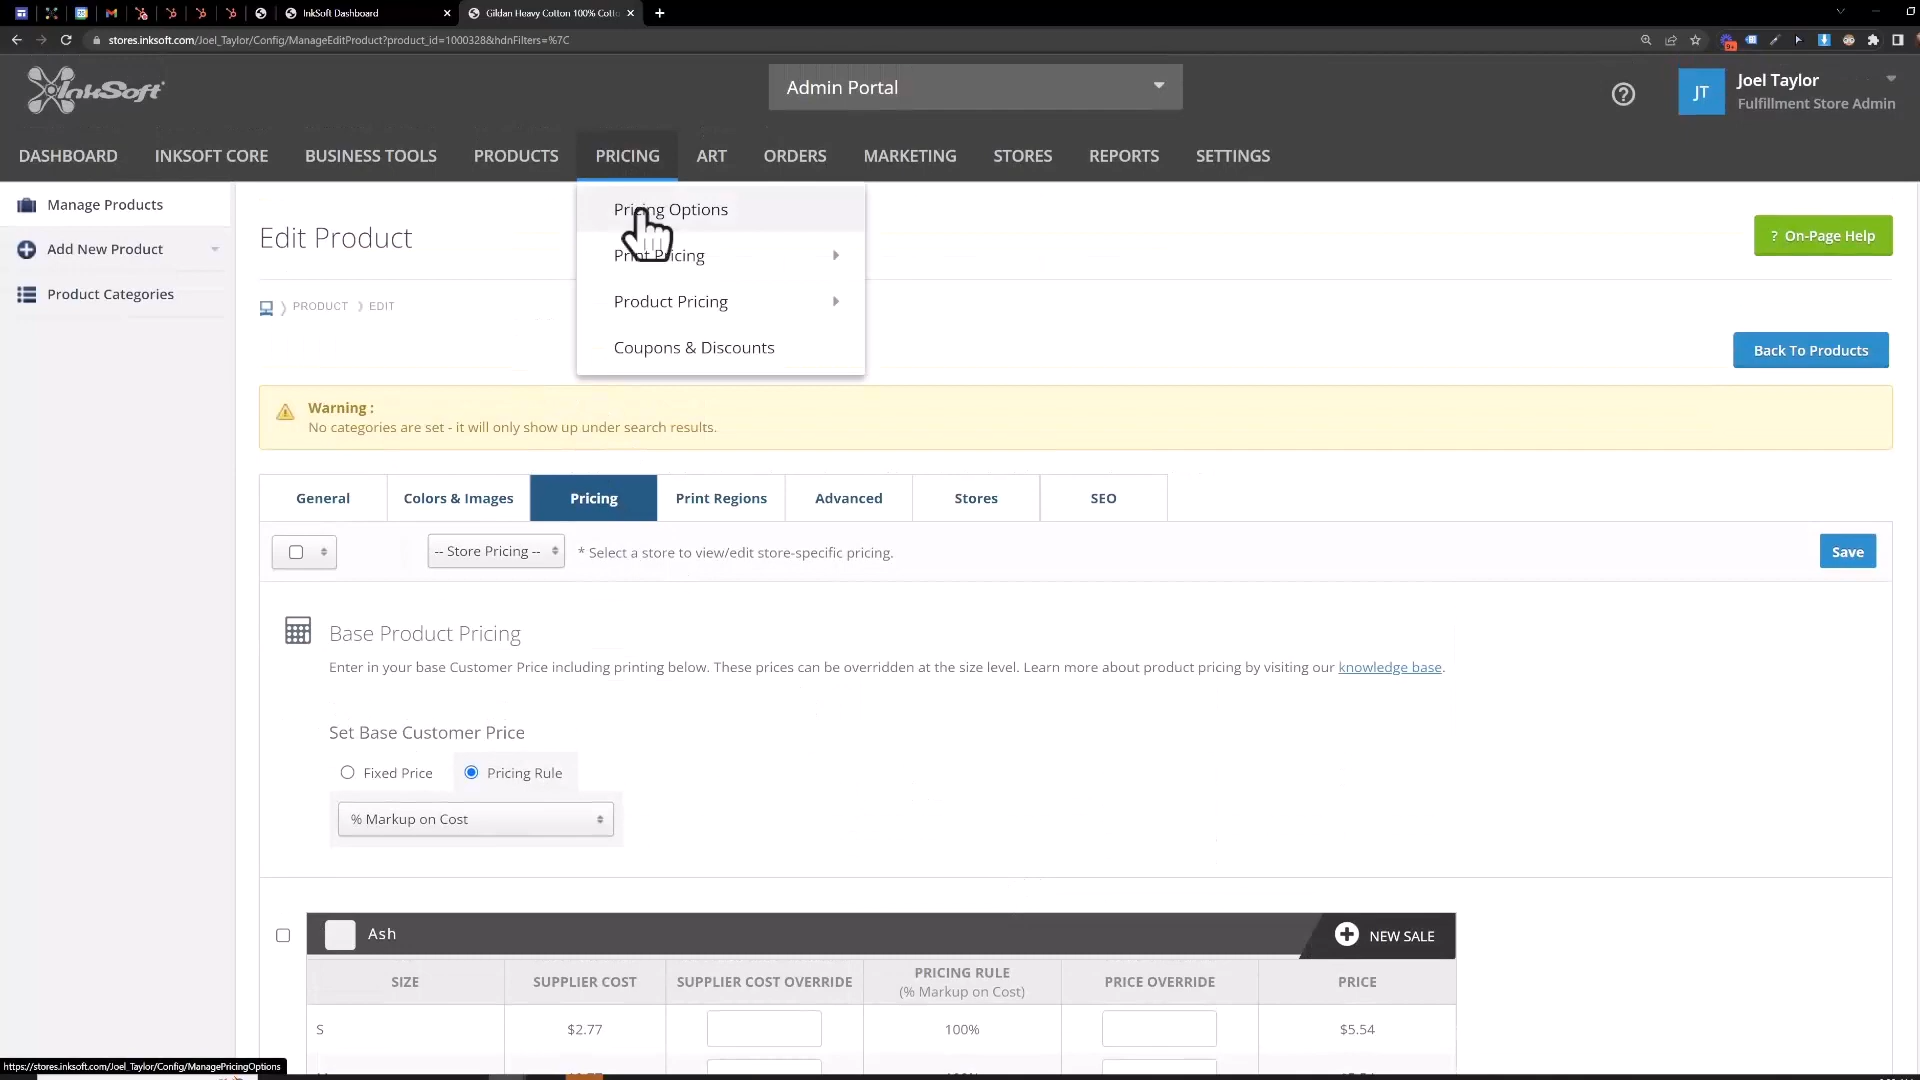 InkSoft Dashboard
Gildan Heavy Cotton 100% Cott
stores.inksoft.com/Joel_Taylor/Config/ManageEditProduct?product_id=1000328&hdnFilters=%7C
9+
InkSoft
Admin Portal
JT
Joel Taylor
Fulfillment Store Admin
DASHBOARD
INKSOFT CORE
BUSINESS TOOLS
PRODUCTS
PRICING
ART
ORDERS
MARKETING
STORES
REPORTS
SETTINGS
Manage Products
Add New Product
Product Categories
Pricing Options
Print Pricing
Product Pricing
Coupons & Discounts
Edit Product
? On-Page Help
PRODUCT
EDIT
Back To Products
Warning :
No categories are set - it will only show up under search results.
General
Colors & Images
Pricing
Print Regions
Advanced
Stores
SEO
-- Store Pricing --
* Select a store to view/edit store-specific pricing.
Save
Base Product Pricing
Enter in your base Customer Price including printing below. These prices can be overridden at the size level. Learn more about product pricing by visiting our knowledge base.
Set Base Customer Price
Fixed Price
Pricing Rule
% Markup on Cost
Ash
NEW SALE
SIZE
SUPPLIER COST
SUPPLIER COST OVERRIDE
PRICING RULE
(% Markup on Cost)
PRICE OVERRIDE
PRICE
S
$2.77
100%
$5.54
https://stores.inksoft.com/Joel_Taylor/Config/ManagePricingOptions